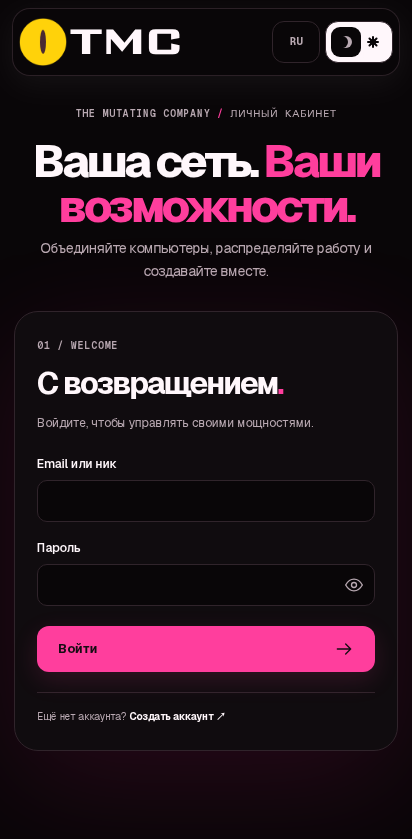 TMC
RU
THE MUTATING COMPANY / ЛИЧНЫЙ КАБИНЕТ
Ваша сеть. Ваши
возможности.
Объединяйте компьютеры, распределяйте работу и
создавайте вместе.
01 / WELCOME
С возвращением.
Войдите, чтобы управлять своими мощностями.
Email или ник
Пароль
Войти →
Ещё нет аккаунта? Создать аккаунт ↗